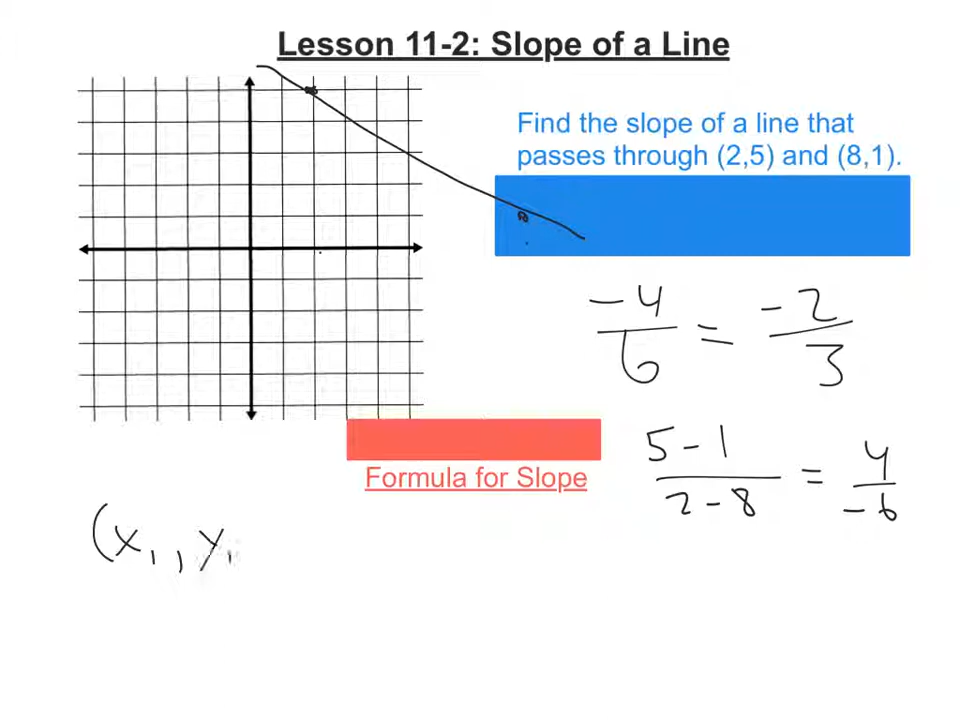 Lesson 11-2: Slope of a Line
Find the slope of a line that
passes through (2,5) and (8,1).
-4/6 = -2/3
5-1/2-8 = 4/-6
Formula for Slope
(x₁, y₁